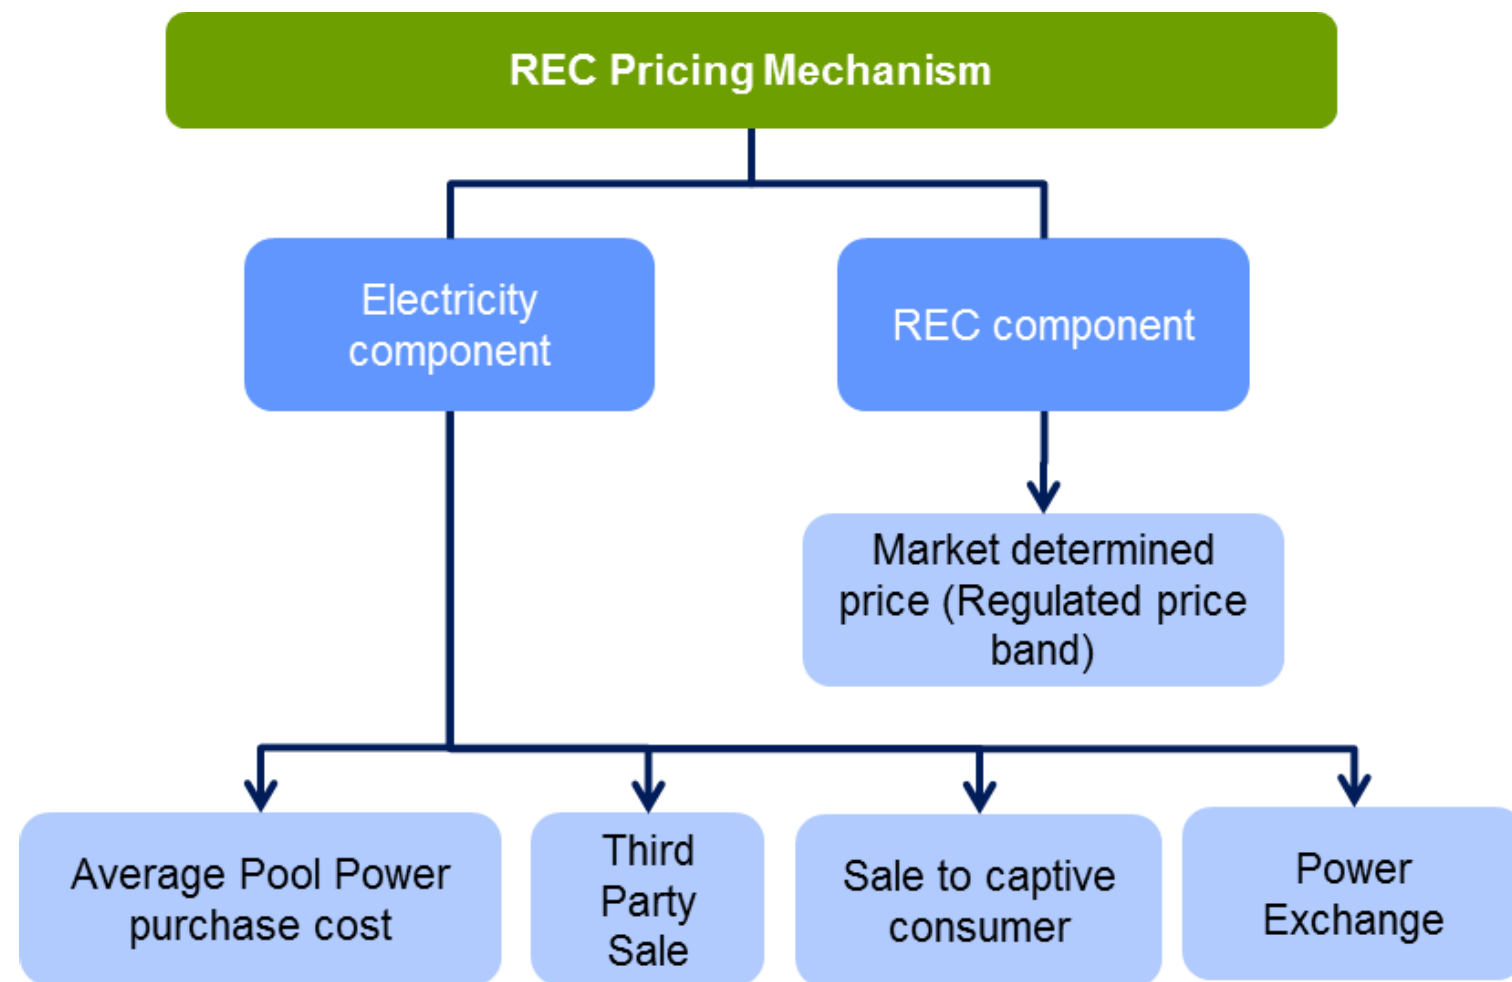 REC Pricing Mechanism
Electricity
component
REC component
Market determined
price (Regulated price
band)
Average Pool Power
purchase cost
Third
Party
Sale
Sale to captive
consumer
Power
Exchange